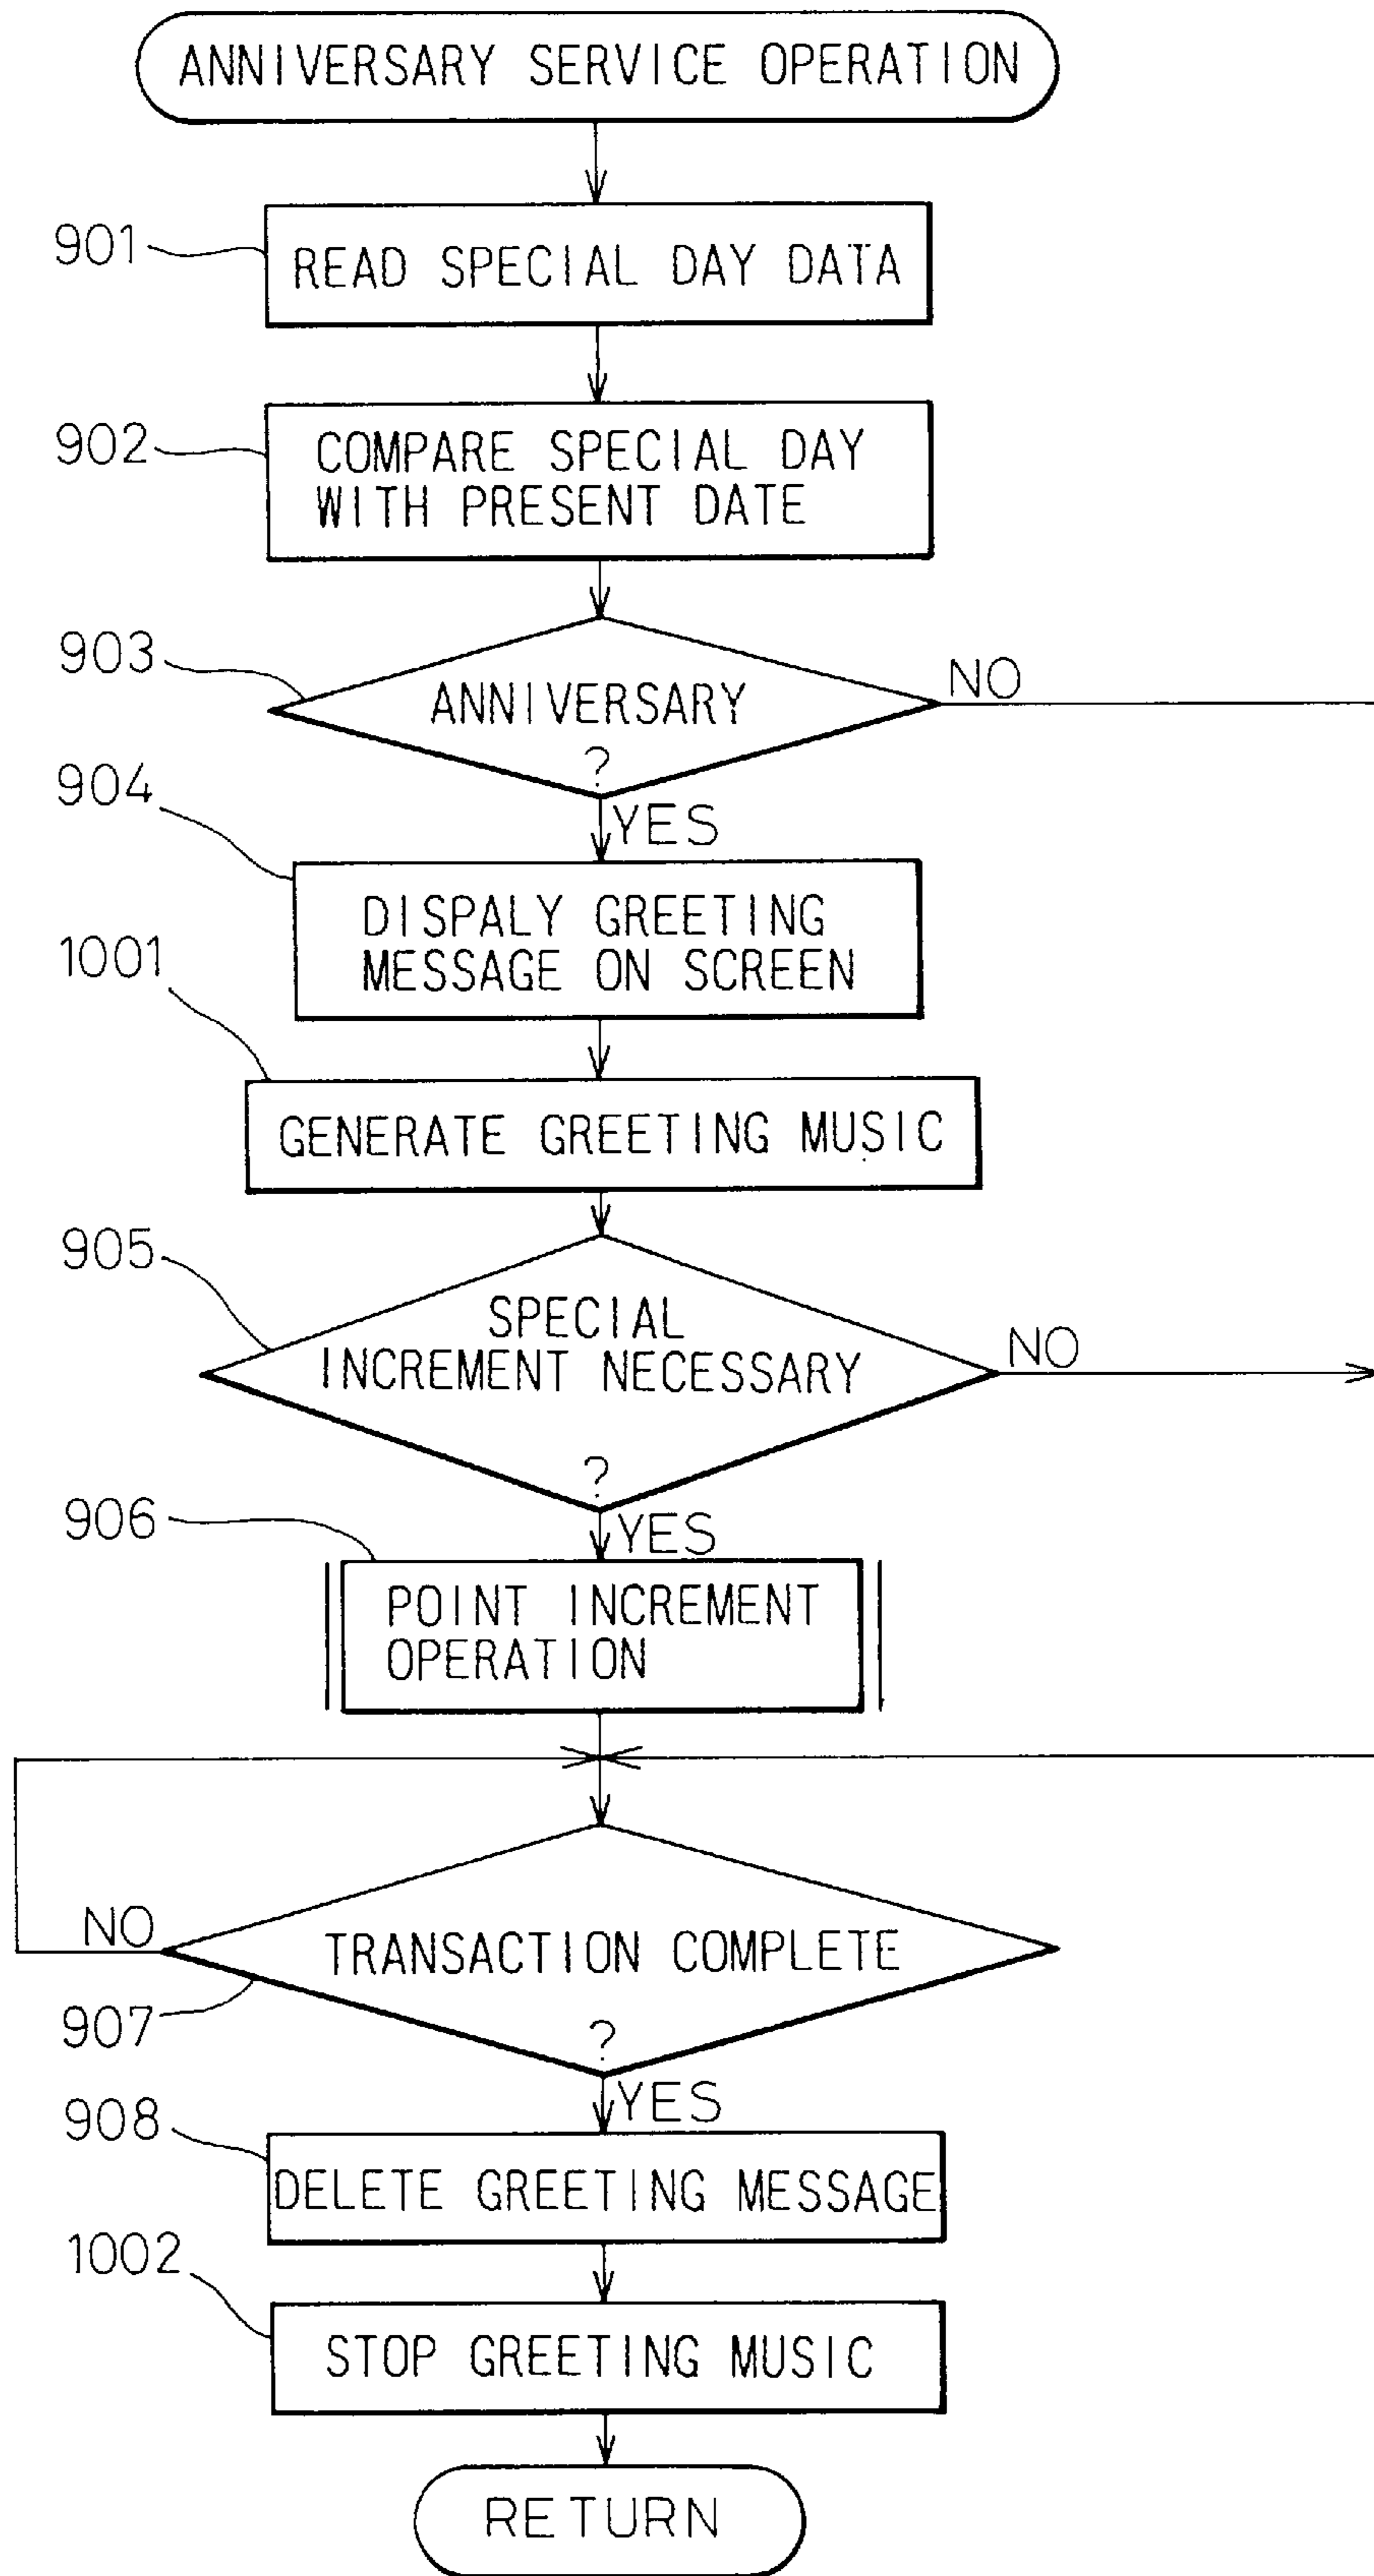 ANNIVERSARY SERVICE OPERATION
901
READ SPECIAL DAY DATA
902
COMPARE SPECIAL DAY
WITH PRESENT DATE
903
ANNIVERSARY
?
NO
YES
904
DISPALY GREETING
MESSAGE ON SCREEN
1001
GENERATE GREETING MUSIC
905
SPECIAL
INCREMENT NECESSARY
?
NO
YES
906
POINT INCREMENT
OPERATION
NO
TRANSACTION COMPLETE
?
907
YES
908
DELETE GREETING MESSAGE
1002
STOP GREETING MUSIC
RETURN